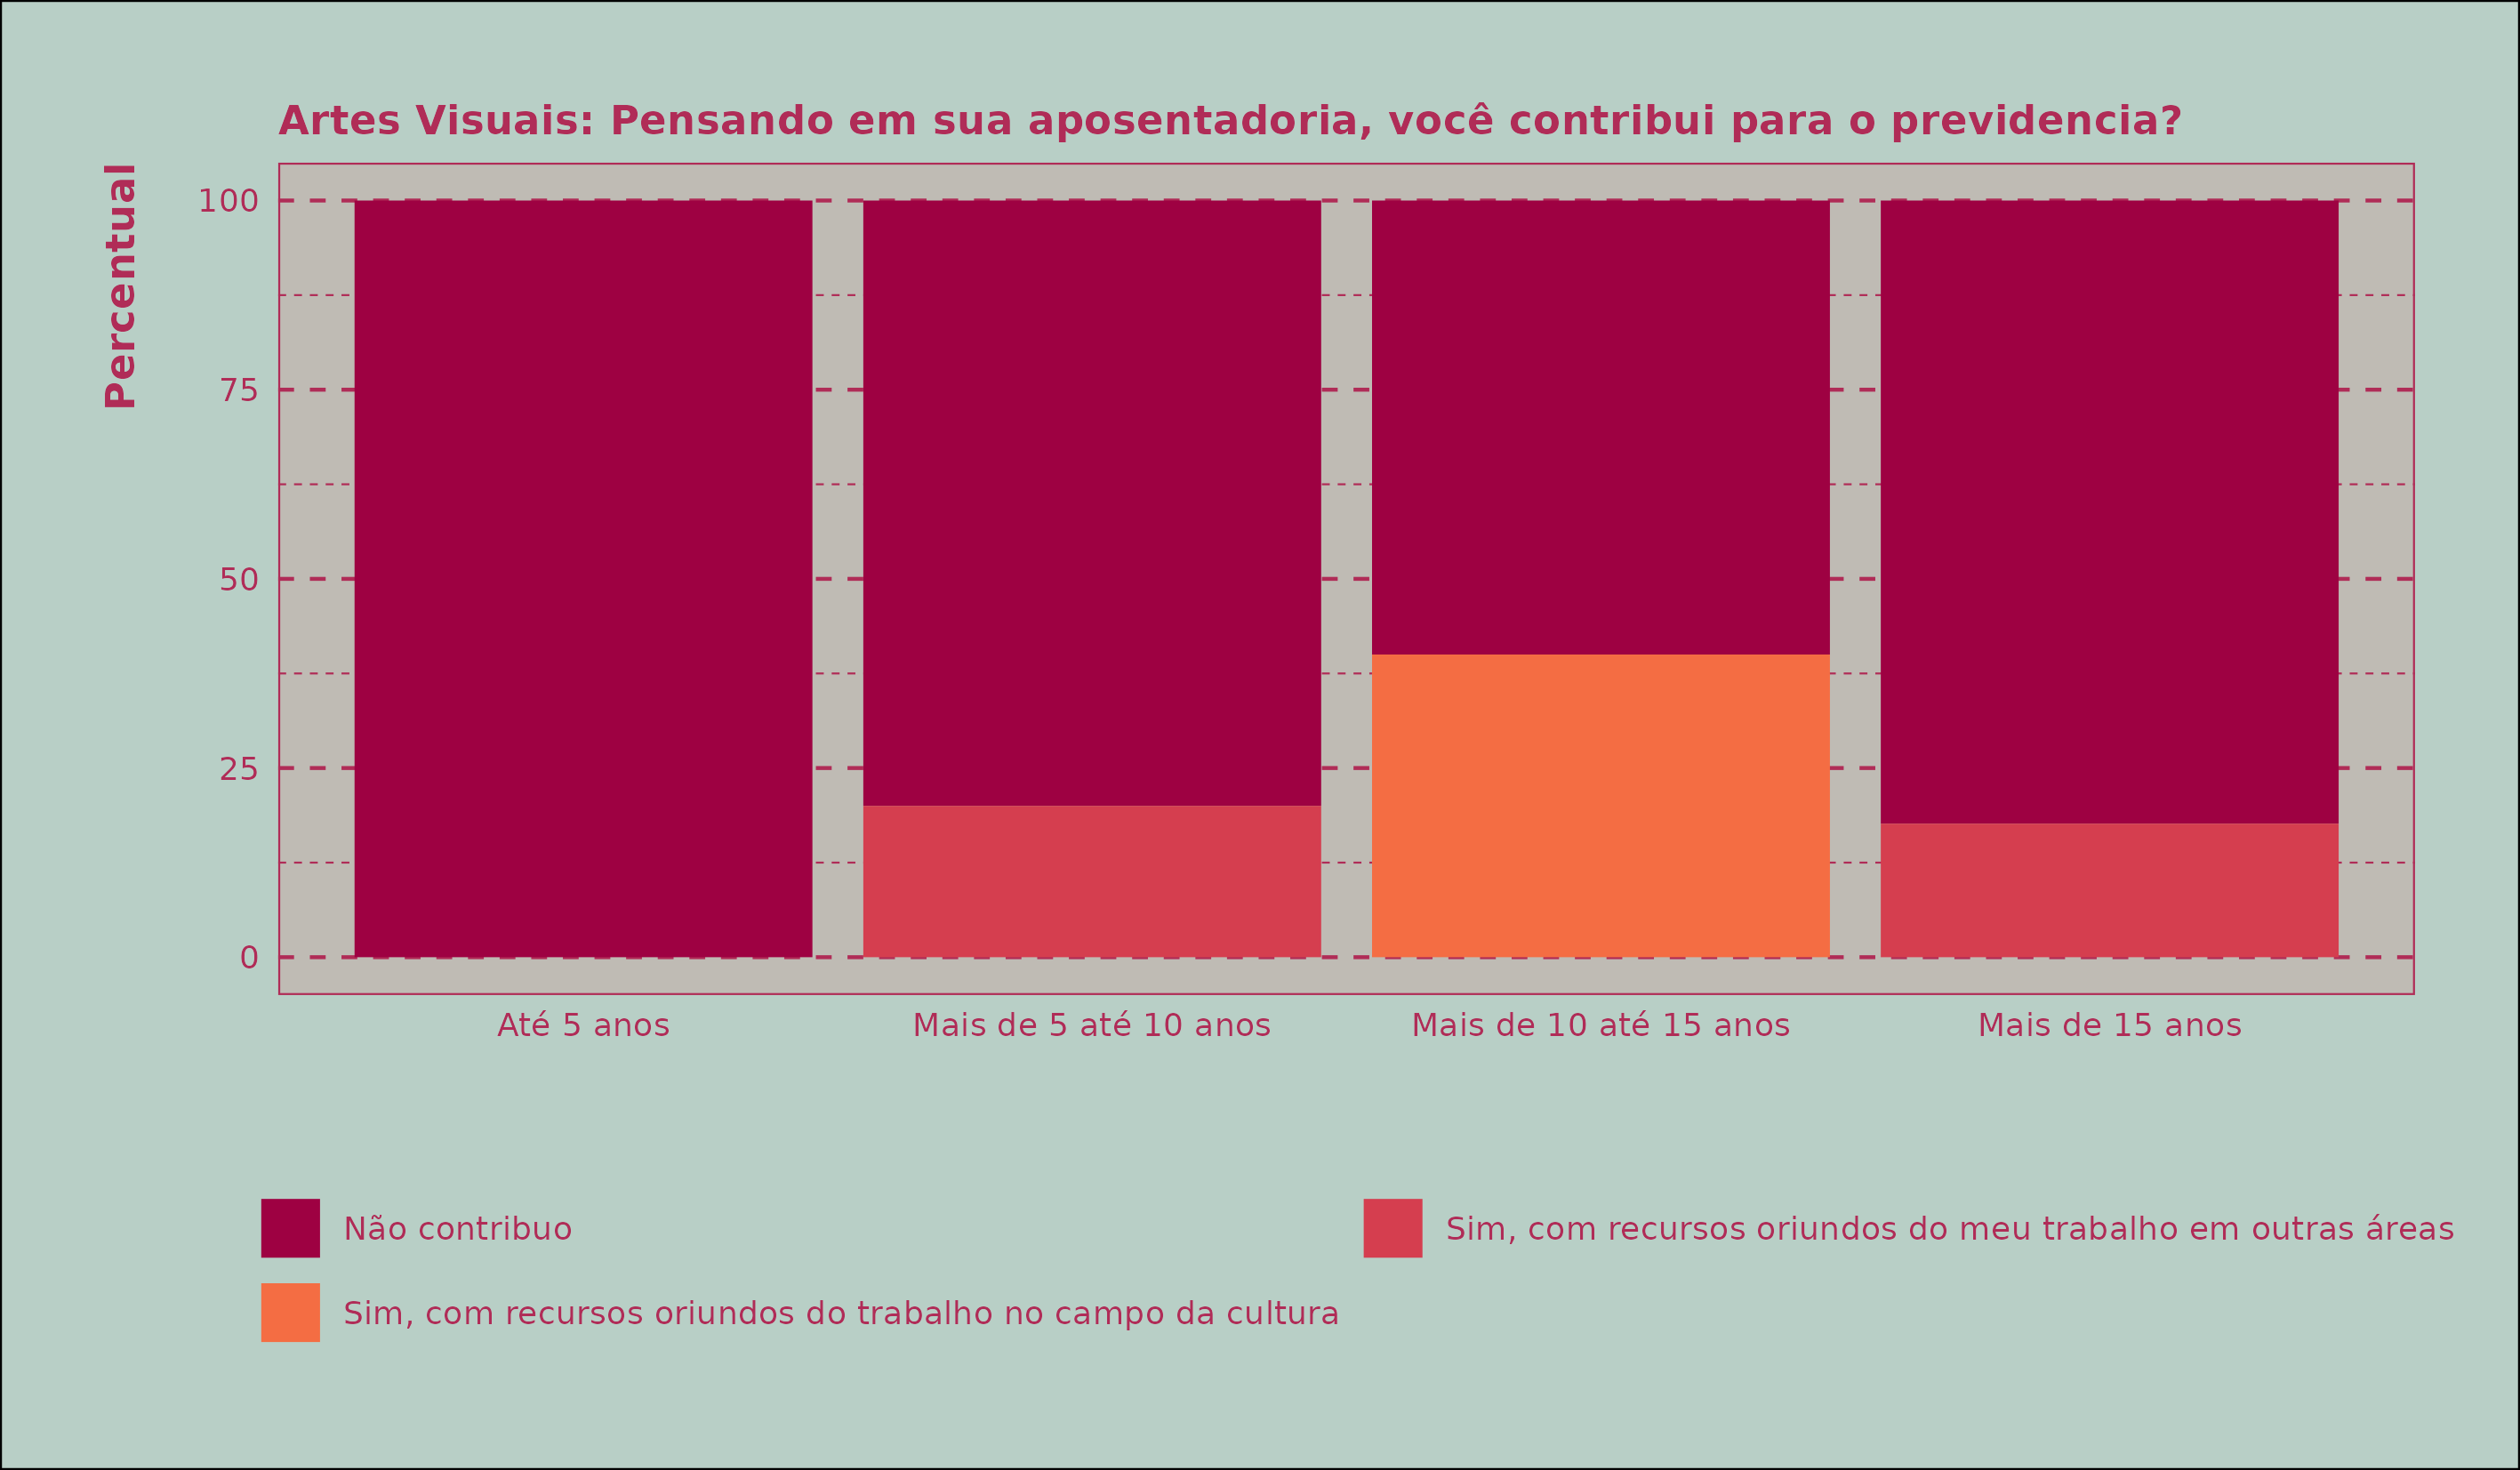 Artes Visuais: Pensando em sua aposentadoria, você contribui para o previdencia?
Percentual
100
75
50
25
0
Até 5 anos
Mais de 5 até 10 anos
Mais de 10 até 15 anos
Mais de 15 anos
Não contribuo
Sim, com recursos oriundos do meu trabalho em outras áreas
Sim, com recursos oriundos do trabalho no campo da cultura